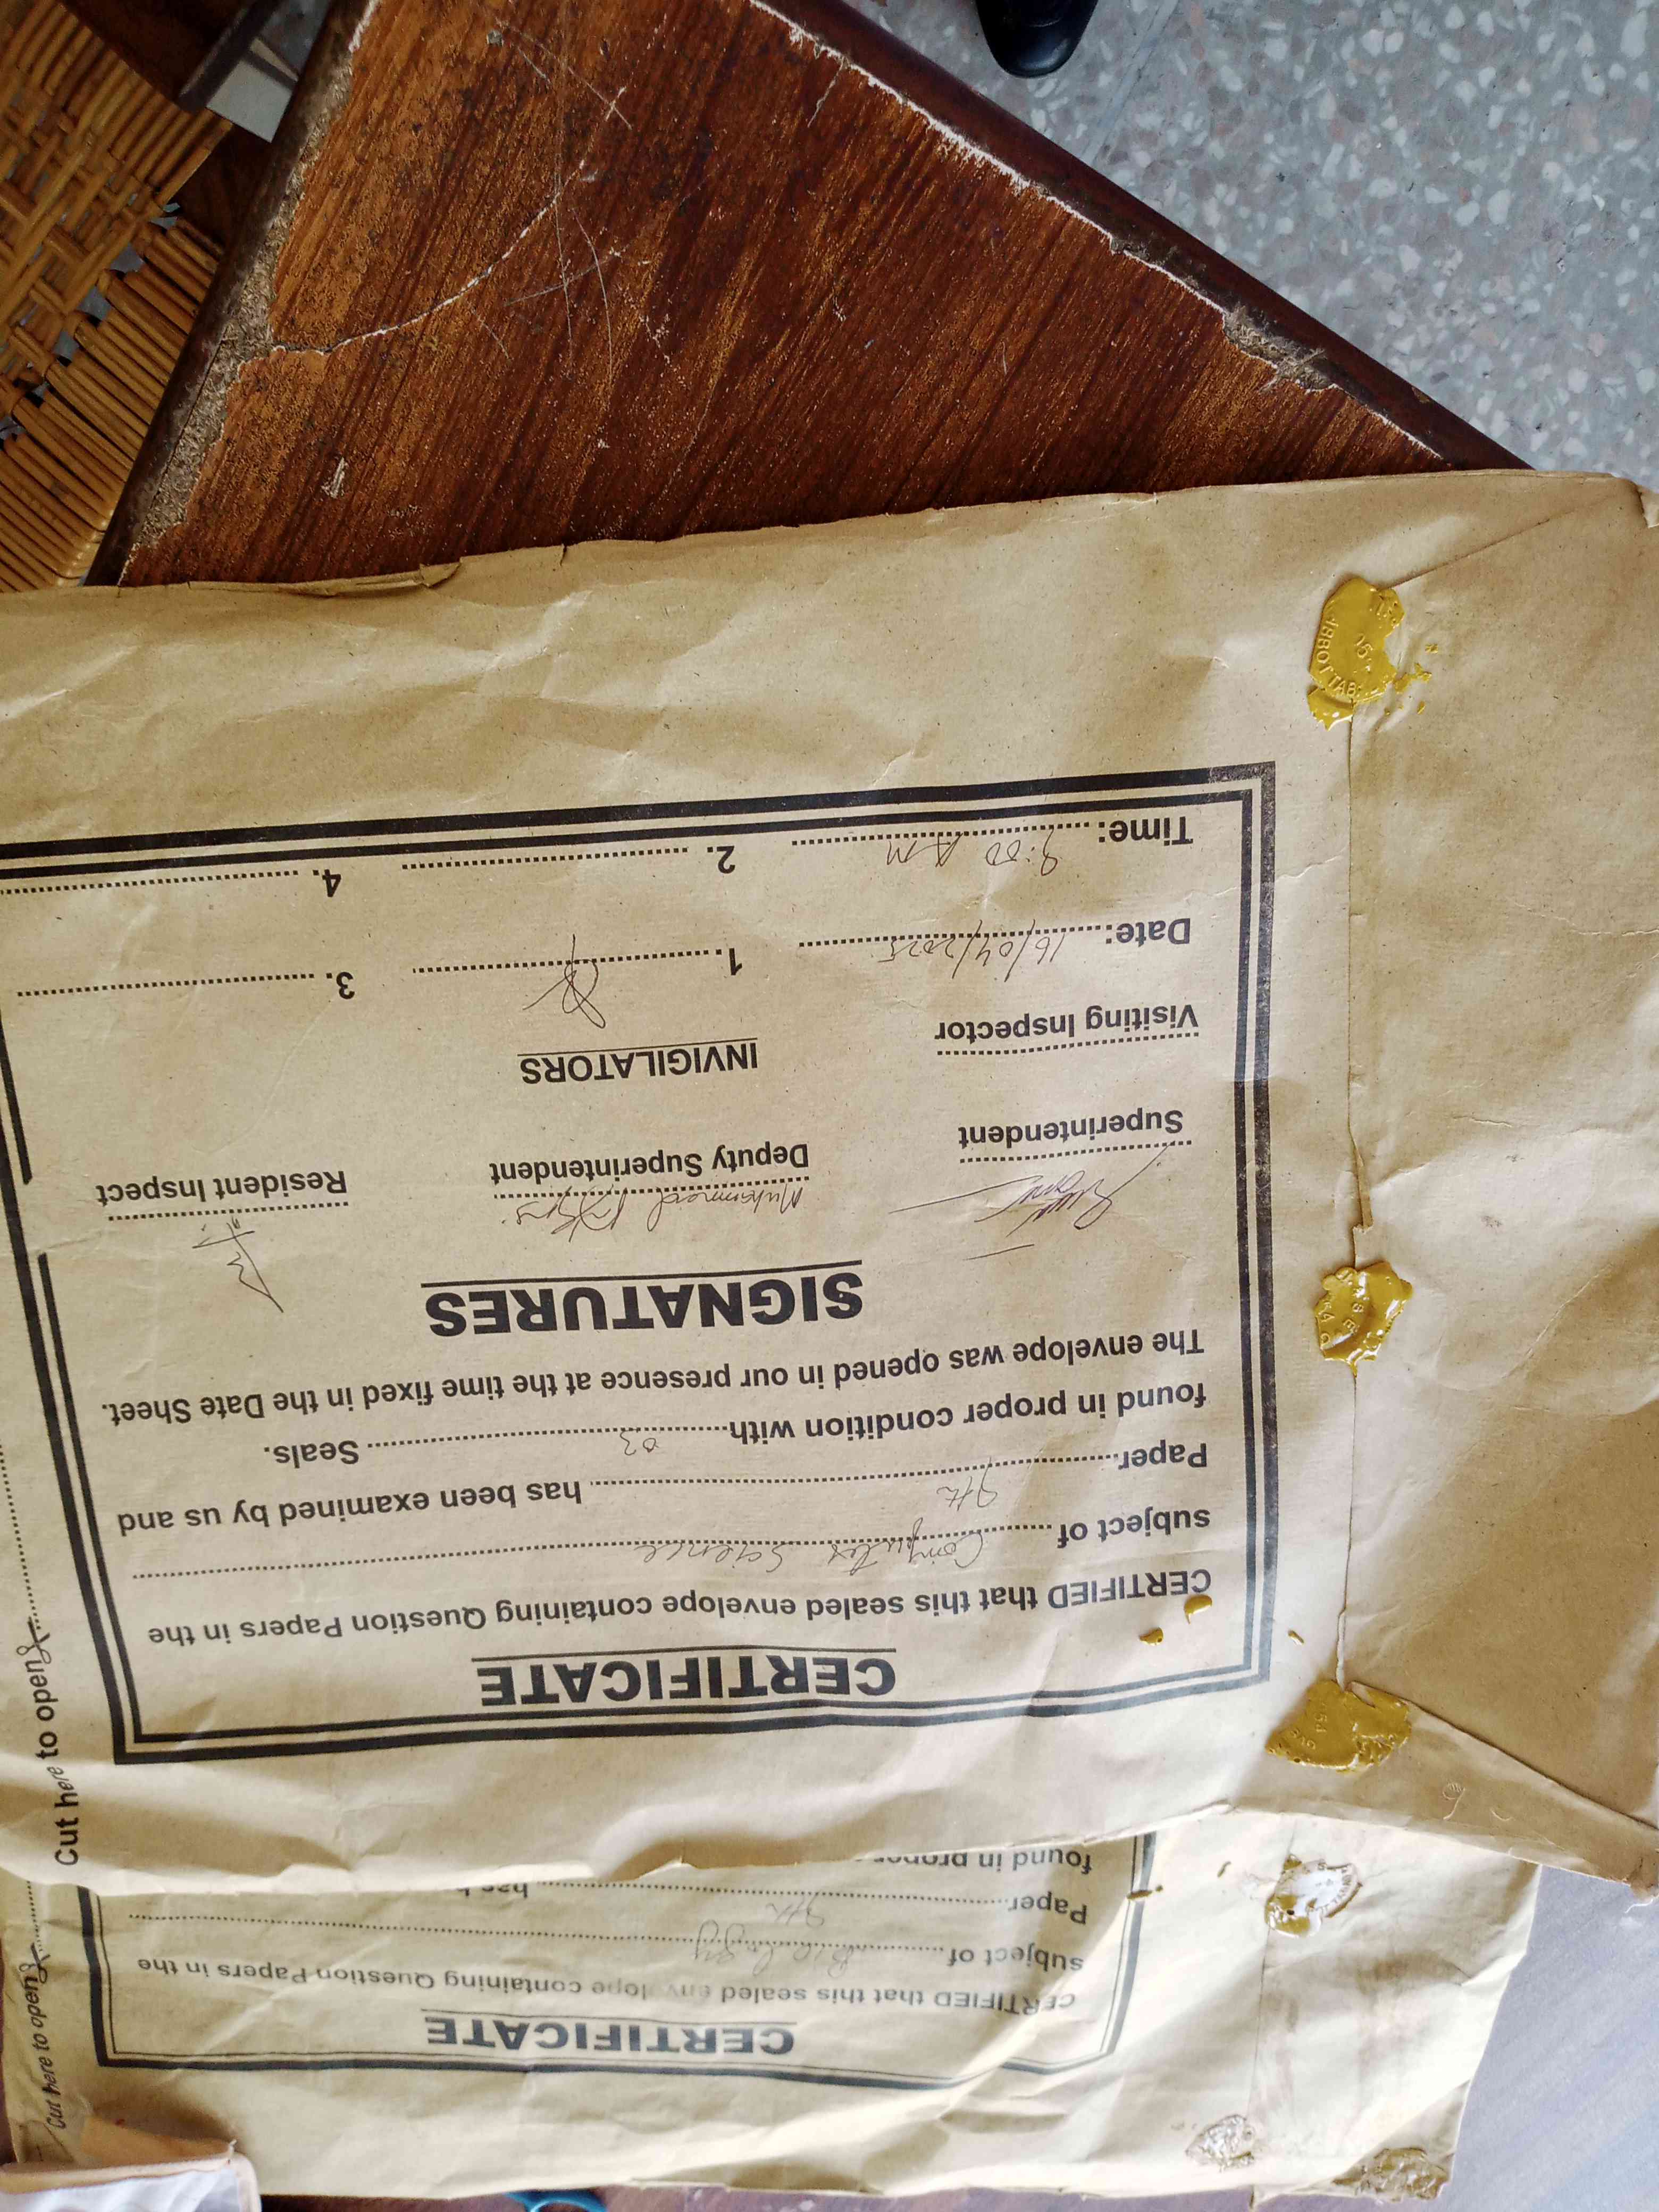 CERTIFICATE
CERTIFIED that this sealed envelope containing Question Papers in the
subject of Computer Science
Paper 9th has been examined by us and
found in proper condition with 03 Seals.
The envelope was opened in our presence at the time fixed in the Date Sheet.
SIGNATURES
Muhammad
Superintendent Deputy Superintendent Resident Inspect
Visiting Inspector
INVIGILATORS
Date: 16/04/2025 1. 3.
Time: 9:00 AM 2. 4.
Cut here to open
CERTIFICATE
CERTIFIED that this sealed envelope containing Question Papers in the
subject of Biology
Paper 9th has
found in proper
Cut here to open